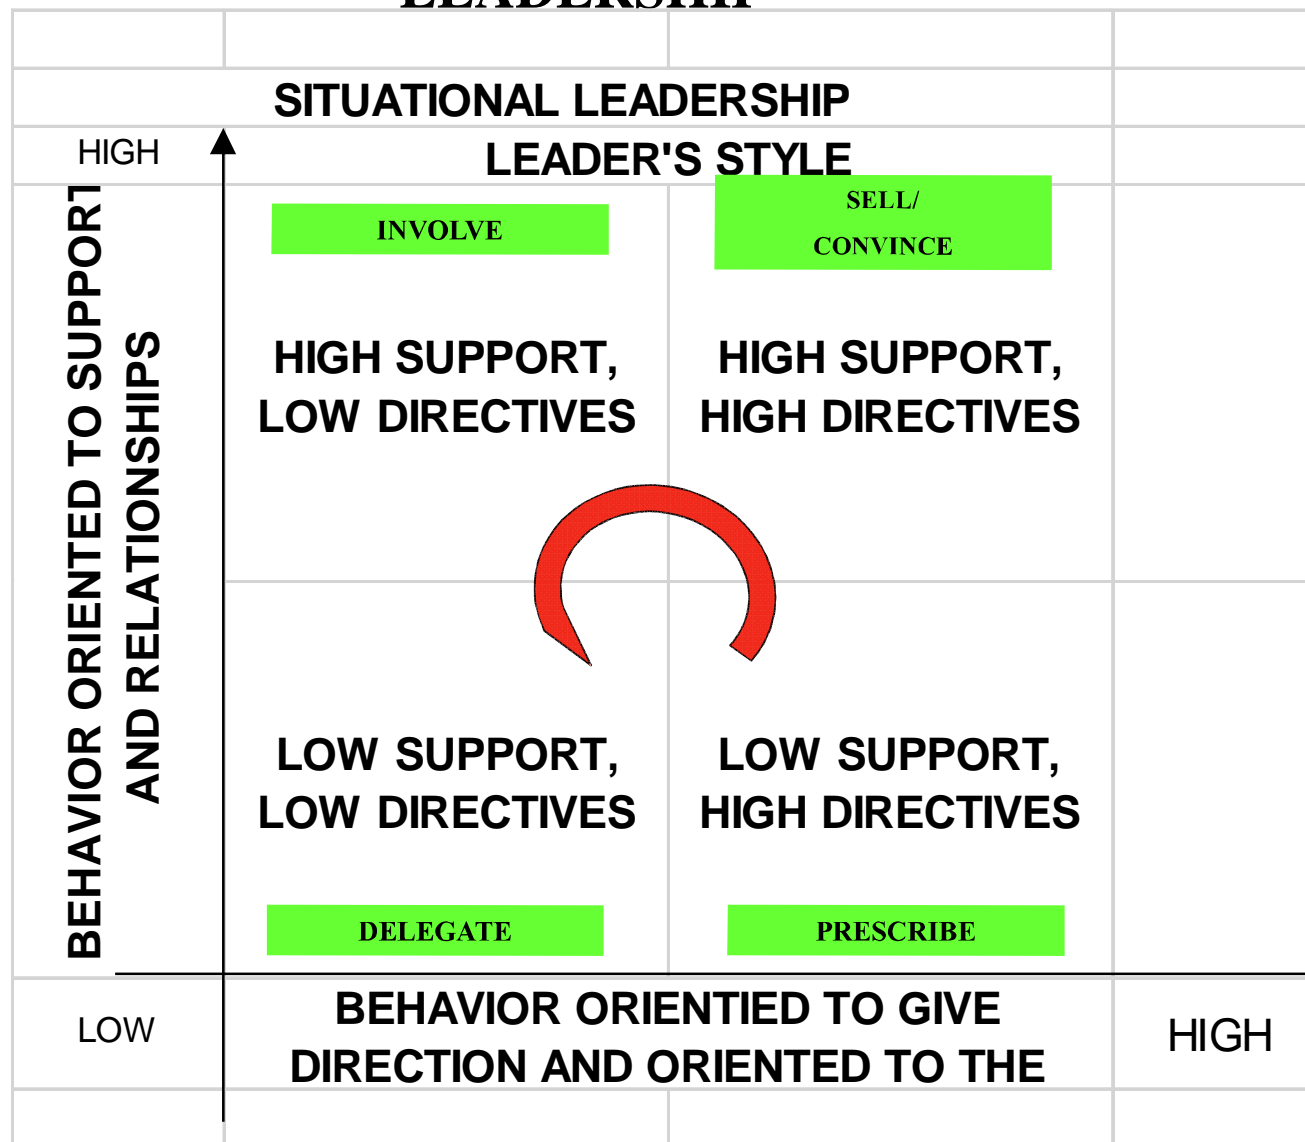 LEADERSHIP
SITUATIONAL LEADERSHIP
HIGH
LEADER'S STYLE
BEHAVIOR ORIENTED TO SUPPORT
AND RELATIONSHIPS
INVOLVE
SELL/
CONVINCE
HIGH SUPPORT,
LOW DIRECTIVES
HIGH SUPPORT,
HIGH DIRECTIVES
LOW SUPPORT,
LOW DIRECTIVES
LOW SUPPORT,
HIGH DIRECTIVES
DELEGATE
PRESCRIBE
LOW
BEHAVIOR ORIENTIED TO GIVE
DIRECTION AND ORIENTED TO THE
HIGH